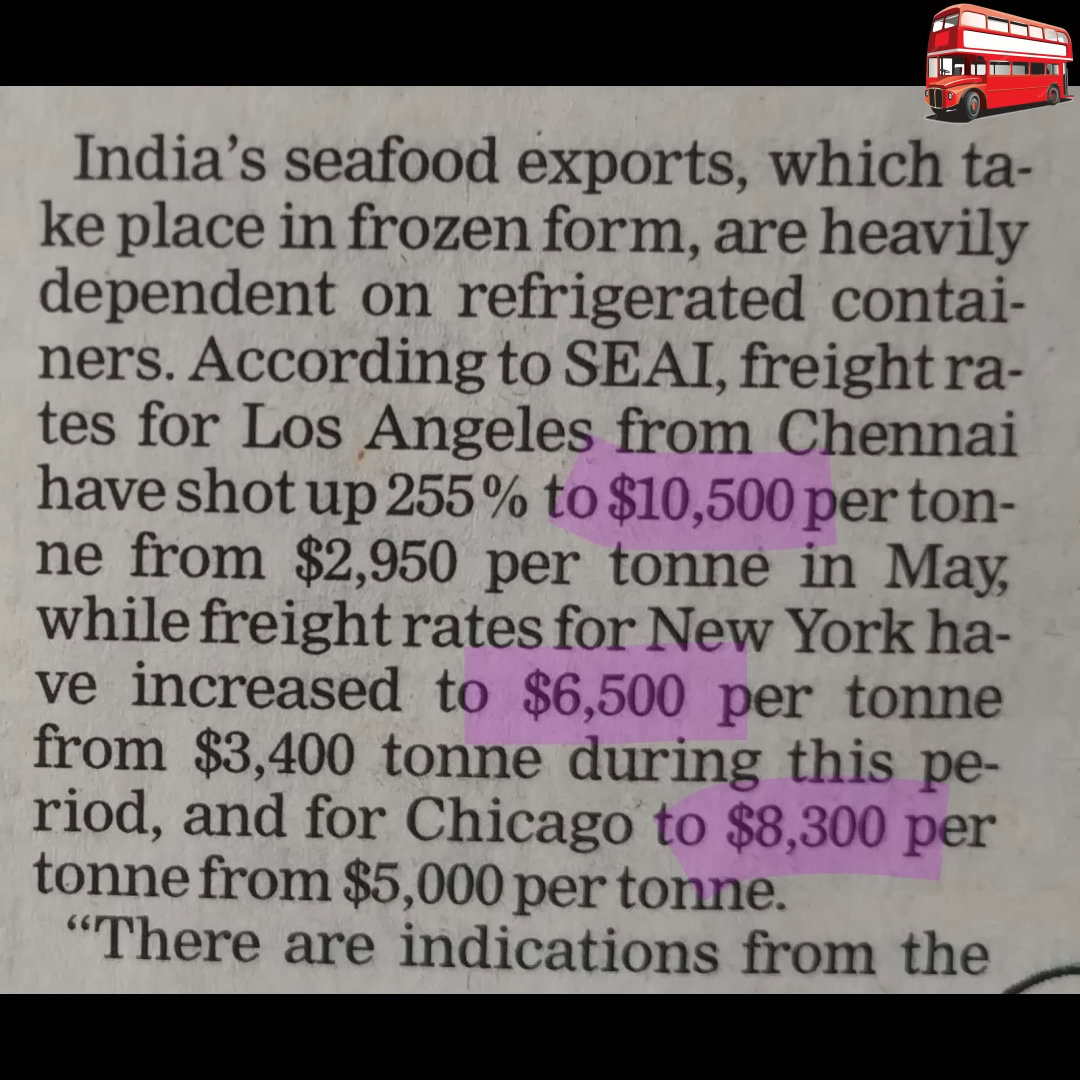 India’s seafood exports, which ta-
ke place in frozen form, are heavily
dependent on refrigerated contai-
ners. According to SEAI, freight ra-
tes for Los Angeles from Chennai
have shot up 255% to $10,500 per ton-
ne from $2,950 per tonne in May,
while freight rates for New York ha-
ve increased to $6,500 per tonne
from $3,400 tonne during this pe-
riod, and for Chicago to $8,300 per
tonne from $5,000 per tonne.
“There are indications from the